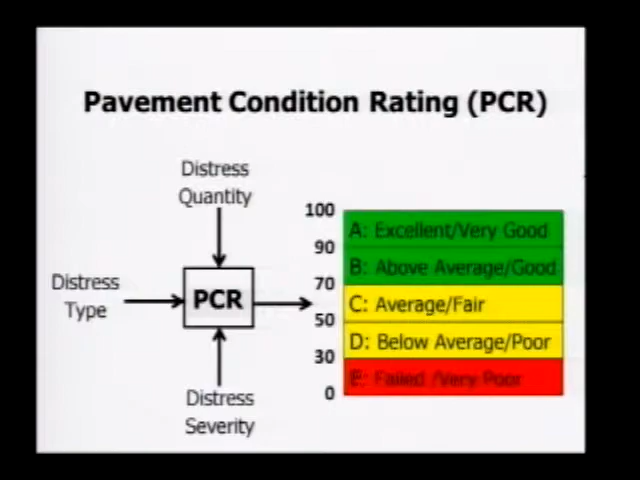 Pavement Condition Rating (PCR)
Distress
Quantity
Distress
Type
PCR
Distress
Severity
100
90
70
50
30
0
A: Excellent/Very Good
B: Above Average/Good
C: Average/Fair
D: Below Average/Poor
E: Failed /Very Poor